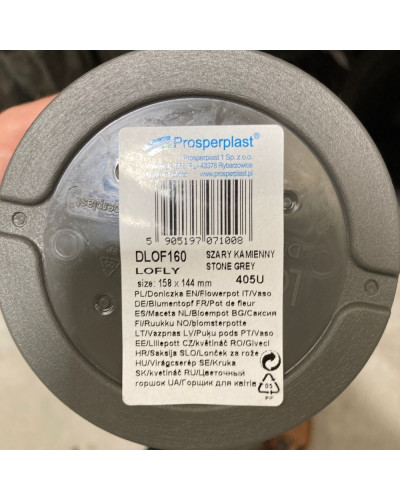 Prosperplast®
Prosperplast 1 Sp. z o.o.
43378 Rybarzowice
www.prosperplast.pl
5 905197 071008
DLOF160
SZARY KAMIENNY
LOFLY
STONE GREY
size: 158 x 144 mm
405U
PL/Doniczka EN/Flowerpot IT/Vaso
DE/Blumentopf FR/Pot de fleur
ES/Maceta NL/Bloempot BG/Саксия
FI/Ruukku NO/blomsterpotte
LT/Vazpnas LV/Puķu pods PT/Vaso
EE/Lillepott CZ/květináč RO/Giveci
HR/Saksija SLO/Lonček za rože
HU/Virágcserép SE/Kruka
SK/kvetináč RU/Цветочный
горшок UA/Горщик для квітів
05
PP